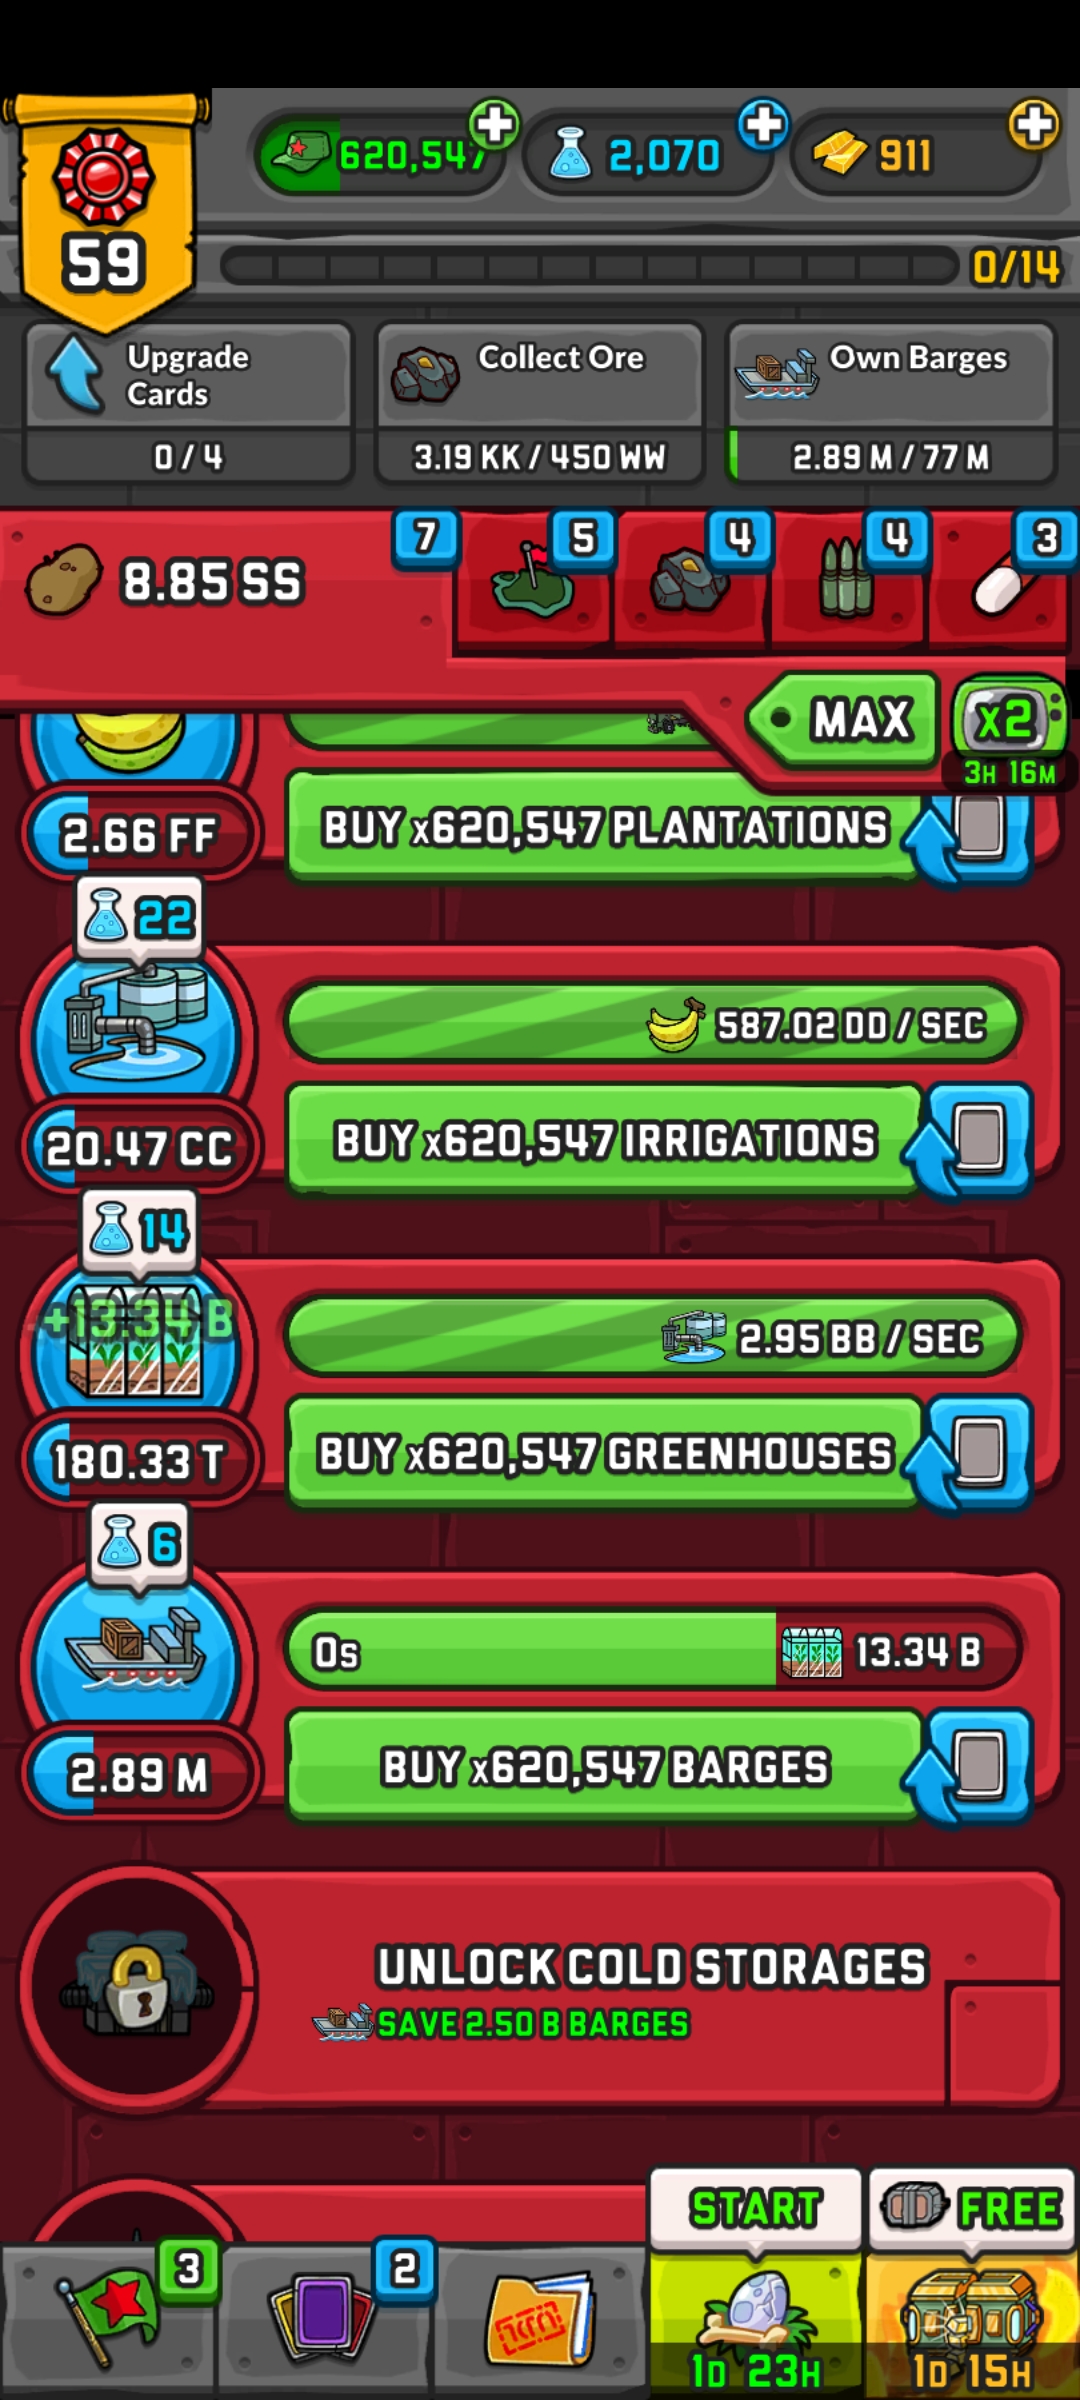 59
620,547
2,070
911
0/14
Upgrade
Cards
0 / 4
Collect Ore
3.19 KK / 450 WW
Own Barges
2.89 M / 77 M
8.85 SS
7
5
4
4
3
MAX
x2
3H 16M
2.66 FF
BUY x620,547 PLANTATIONS
22
587.02 DD / SEC
20.47 CC
BUY x620,547 IRRIGATIONS
14
+13.34 B
2.95 BB / SEC
180.33 T
BUY x620,547 GREENHOUSES
6
0s
13.34 B
2.89 M
BUY x620,547 BARGES
UNLOCK COLD STORAGES
SAVE 2.50 B BARGES
3
2
START
1D 23H
FREE
1D 15H